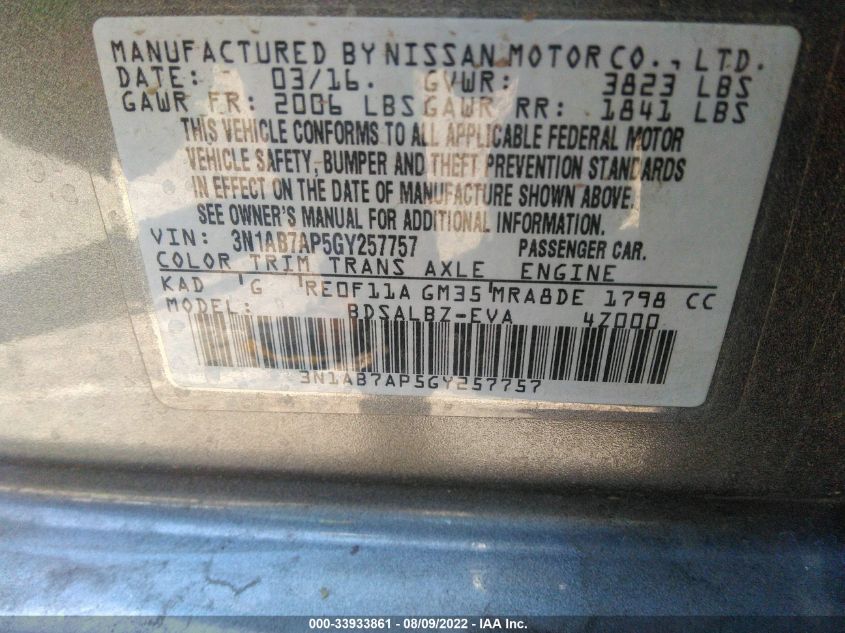 MANUFACTURED BY NISSAN MOTOR CO., LTD.
DATE: 03/16. GVWR: 3823 LBS
GAWR FR: 2006 LBS GAWR RR: 1841 LBS
THIS VEHICLE CONFORMS TO ALL APPLICABLE FEDERAL MOTOR
VEHICLE SAFETY, BUMPER AND THEFT PREVENTION STANDARDS
IN EFFECT ON THE DATE OF MANUFACTURE SHOWN ABOVE.
SEE OWNER'S MANUAL FOR ADDITIONAL INFORMATION.
VIN: 3N1AB7AP5GY257757 PASSENGER CAR.
COLOR TRIM TRANS AXLE ENGINE
KAD G RE0F11A GM35 MRA8DE 1798 CC
MODEL: BDSALBZ-EVA 4Z000
3N1AB7AP5GY257757
000-33933861 - 08/09/2022 - IAA Inc.